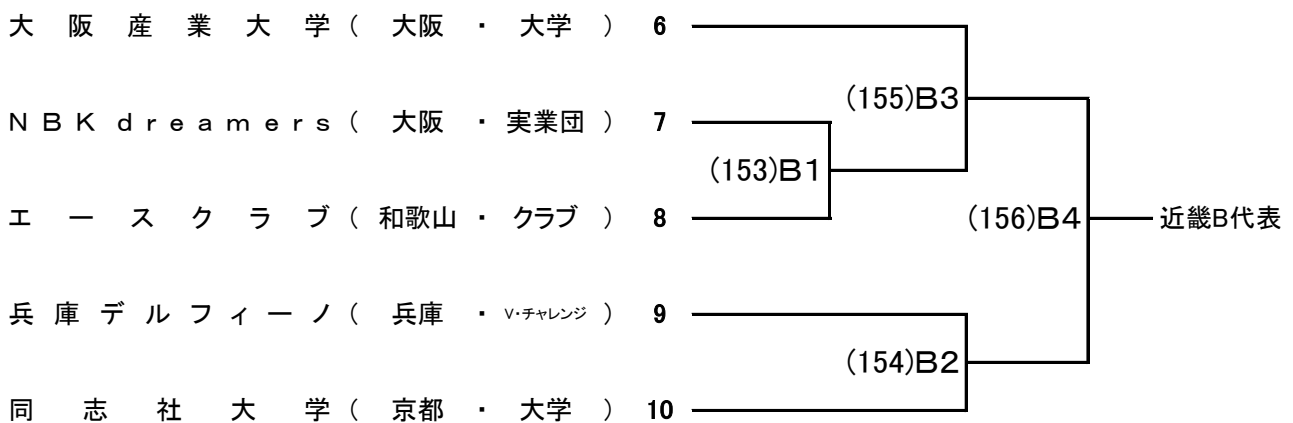 大阪産業大学(大阪・大学) 6
(155)B3
NBKdreamers(大阪・実業団) 7
(153)B1
エースクラブ(和歌山・クラブ) 8
(156)B4 近畿B代表
兵庫デルフィーノ(兵庫・V・チャレンジ) 9
(154)B2
同志社大学(京都・大学) 10